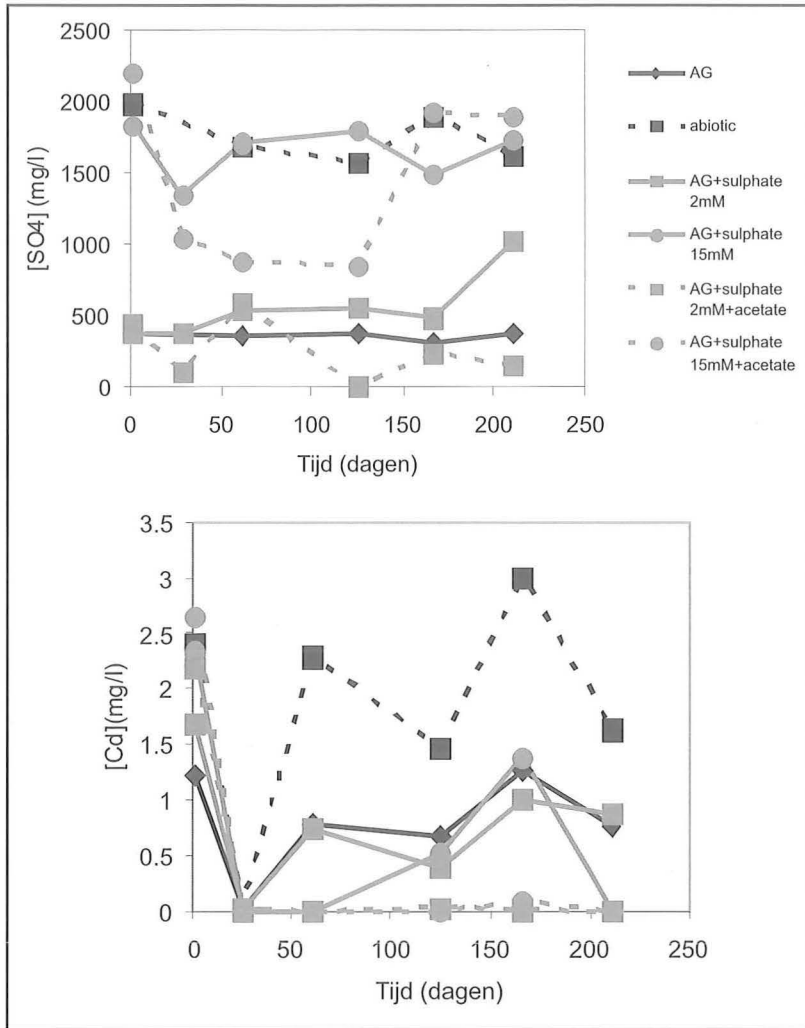 2500
2000
1500
1000
500
0
[SO4] (mg/l)
0 50 100 150 200 250
Tijd (dagen)
AG
abiotic
AG+sulphate
2mM
AG+sulphate
15mM
AG+sulphate
2mM+acetate
AG+sulphate
15mM+acetate
3.5
3
2.5
2
1.5
1
0.5
0
[Cd](mg/l)
0 50 100 150 200 250
Tijd (dagen)